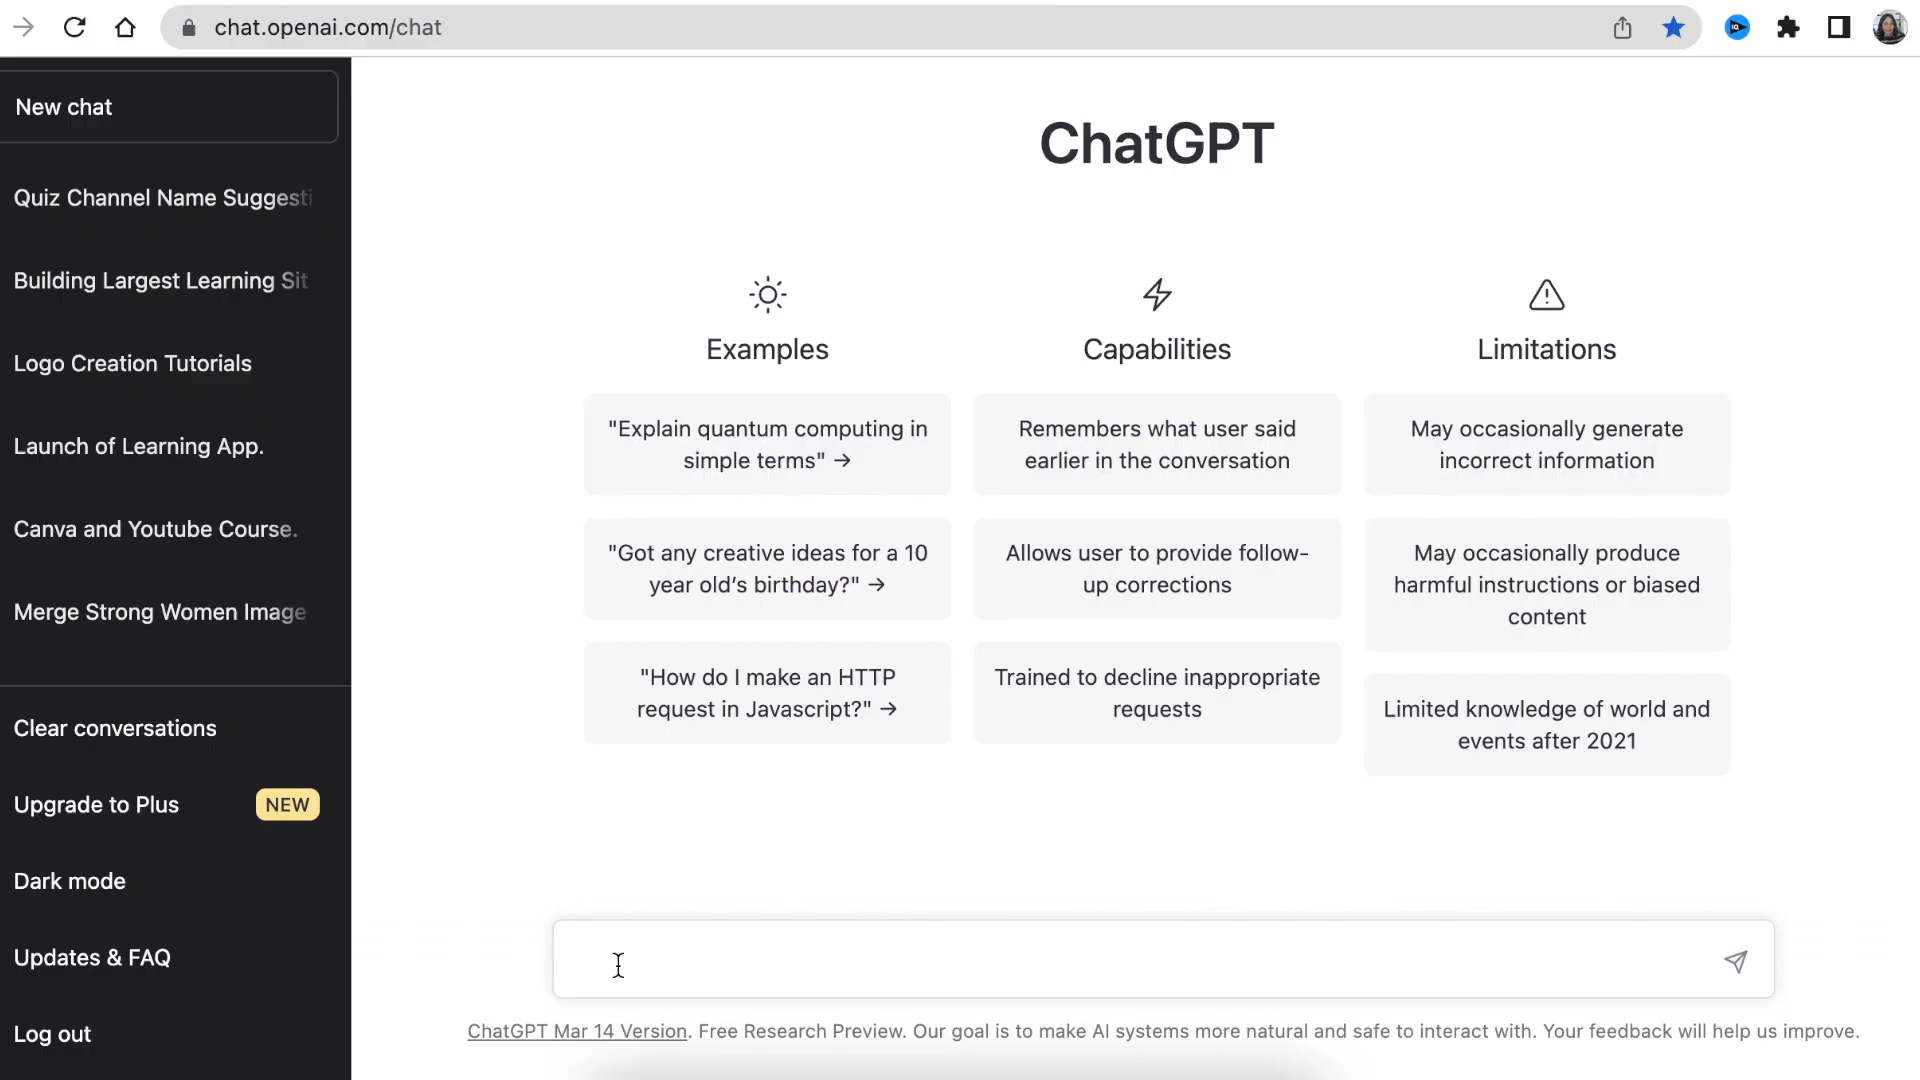 chat.openai.com/chat
New chat
Quiz Channel Name Suggesti
Building Largest Learning Sit
Logo Creation Tutorials
Launch of Learning App.
Canva and Youtube Course.
Merge Strong Women Image
Clear conversations
Upgrade to Plus NEW
Dark mode
Updates & FAQ
Log out
ChatGPT
Examples
"Explain quantum computing in
simple terms" →
"Got any creative ideas for a 10
year old's birthday?" →
"How do I make an HTTP
request in Javascript?" →
Capabilities
Remembers what user said
earlier in the conversation
Allows user to provide follow-
up corrections
Trained to decline inappropriate
requests
Limitations
May occasionally generate
incorrect information
May occasionally produce
harmful instructions or biased
content
Limited knowledge of world and
events after 2021
ChatGPT Mar 14 Version. Free Research Preview. Our goal is to make AI systems more natural and safe to interact with. Your feedback will help us improve.